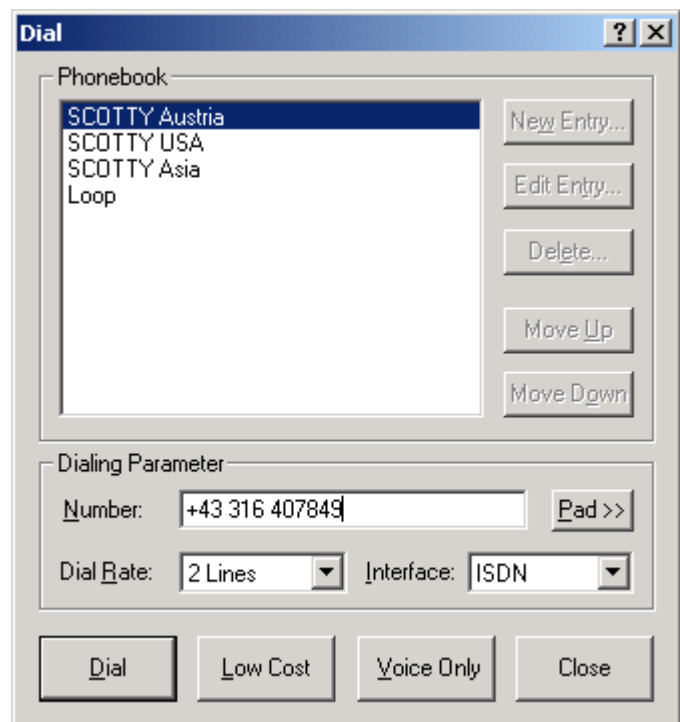 Dial
Phonebook
SCOTTY Austria
SCOTTY USA
SCOTTY Asia
Loop
New Entry...
Edit Entry...
Delete...
Move Up
Move Down
Dialing Parameter
Number: +43 316 407849 Pad >>
Dial Rate: 2 Lines Interface: ISDN
Dial Low Cost Voice Only Close